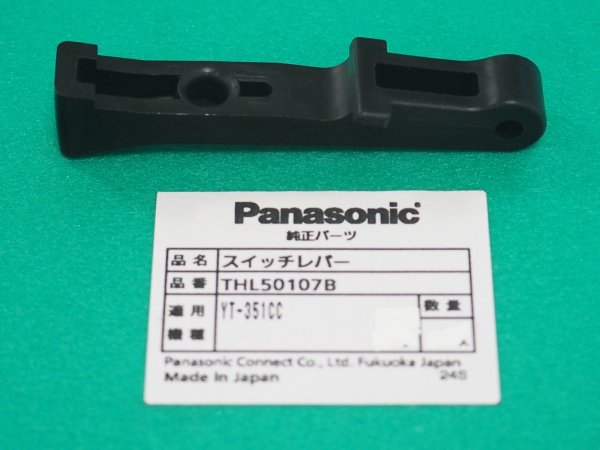 Panasonic
純正パーツ
品名 スイッチレバー
品番 THL50107B
適用機種 YT-351CC 数量
Panasonic Connect Co., Ltd. Fukuoka Japan
Made In Japan 245